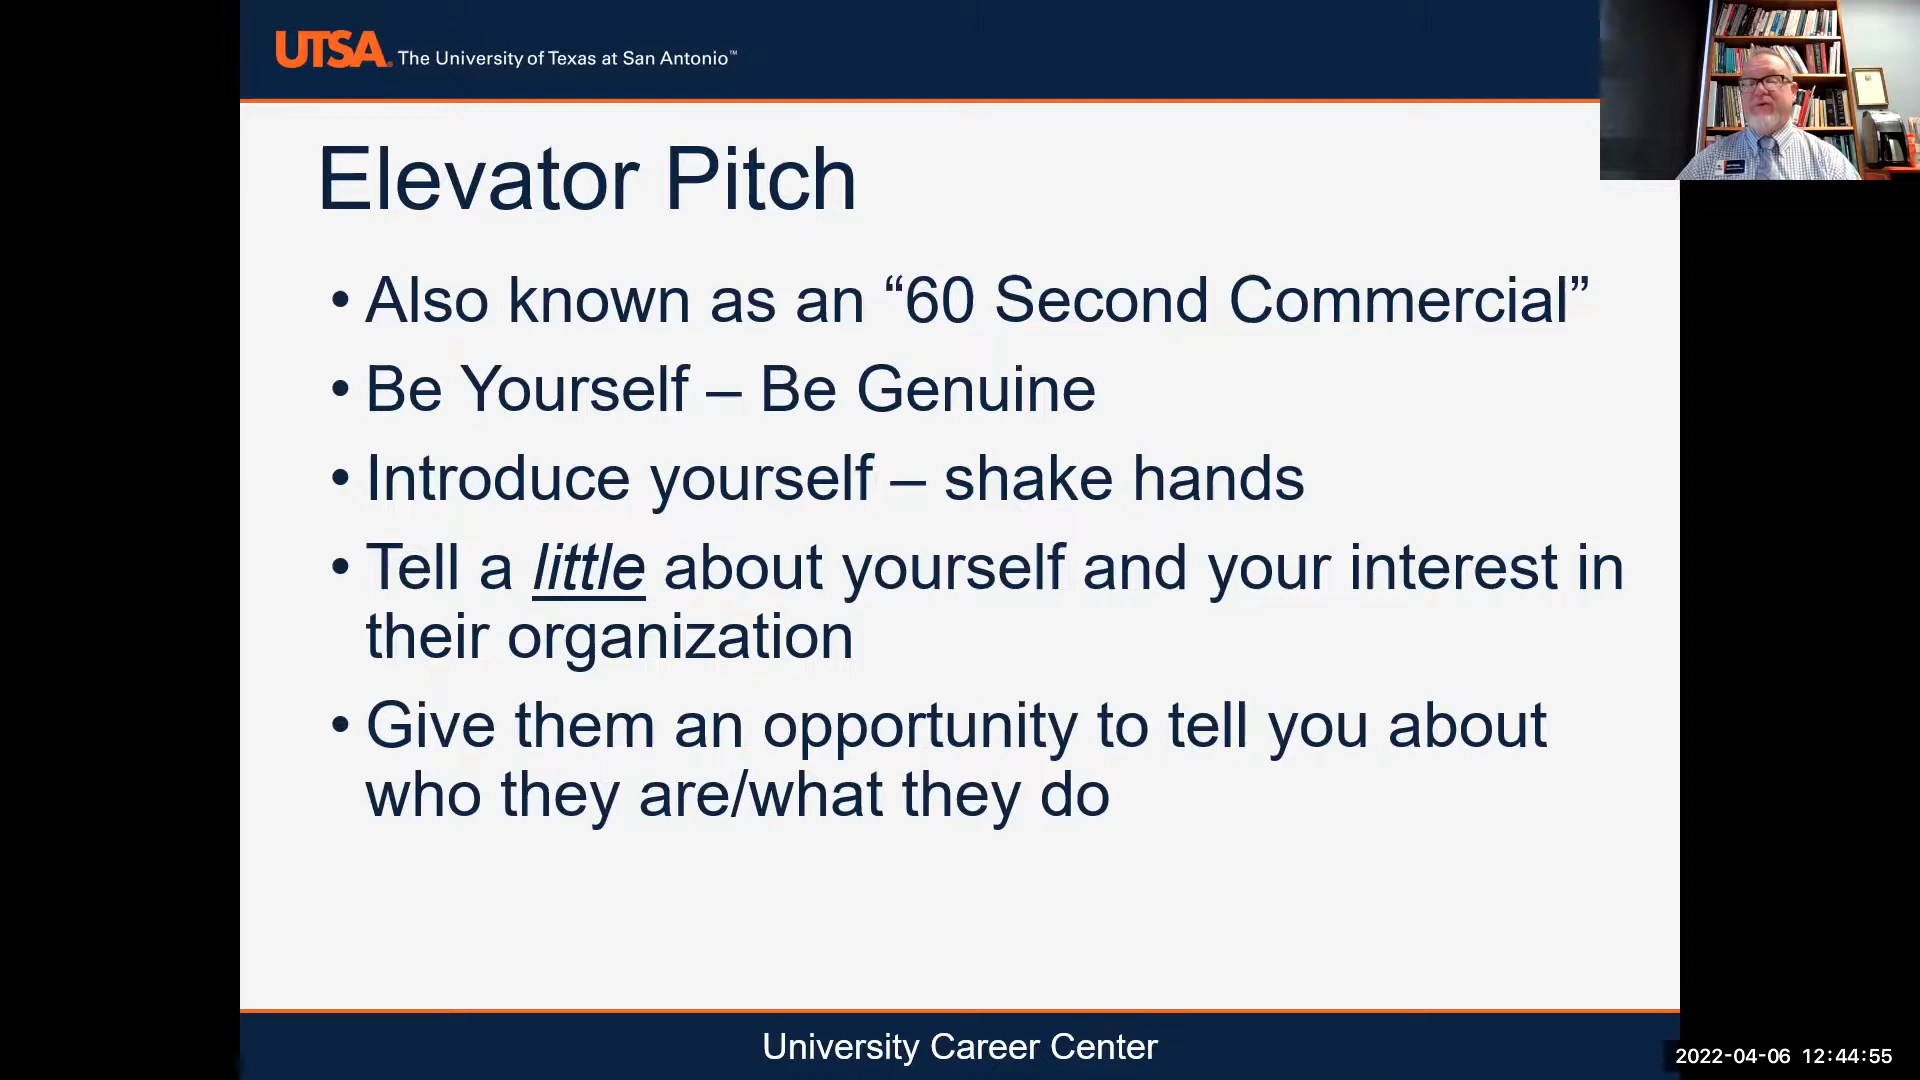 UTSA. The University of Texas at San Antonio™
Elevator Pitch
• Also known as an “60 Second Commercial”
• Be Yourself – Be Genuine
• Introduce yourself – shake hands
• Tell a little about yourself and your interest in
their organization
• Give them an opportunity to tell you about
who they are/what they do
University Career Center
2022-04-06 12:44:55